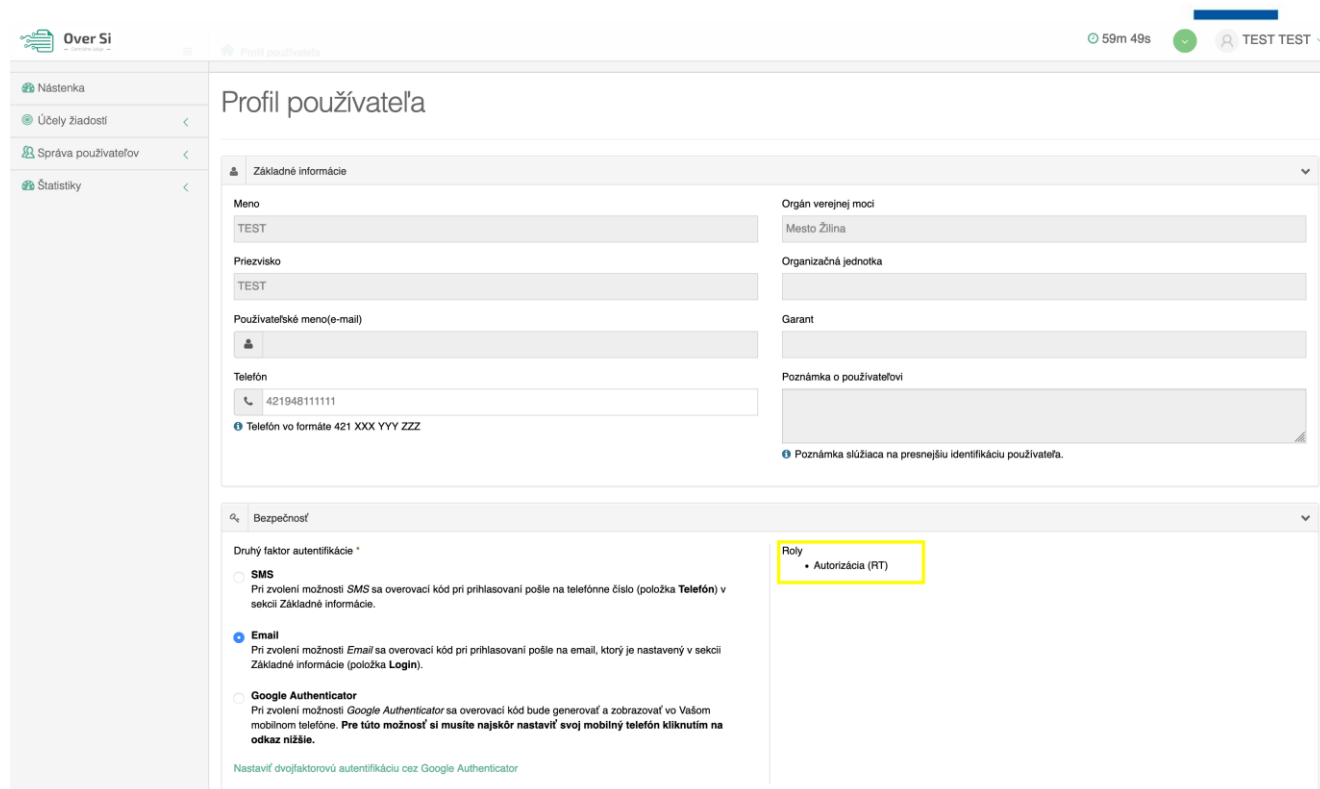 Over Si
59m 49s
TEST TEST
Profil používateľa
Nástenka
Účely žiadostí
Správa používateľov
Štatistiky
Profil používateľa
Základné informácie
Meno
TEST
Priezvisko
TEST
Používateľské meno(e-mail)
Telefón
421948111111
Telefón vo formáte 421 XXX YYY ZZZ
Orgán verejnej moci
Mesto Žilina
Organizačná jednotka
Garant
Poznámka o používateľovi
Poznámka slúžiaca na presnejšiu identifikáciu používateľa.
Bezpečnosť
Druhý faktor autentifikácie *
SMS
Pri zvolení možnosti SMS sa overovací kód pri prihlasovaní pošle na telefónne číslo (položka Telefón) v
sekcii Základné informácie.
Email
Pri zvolení možnosti Email sa overovací kód pri prihlasovaní pošle na email, ktorý je nastavený v sekcii
Základné informácie (položka Login).
Google Authenticator
Pri zvolení možnosti Google Authenticator sa overovací kód bude generovať a zobrazovať vo Vašom
mobilnom telefóne. Pre túto možnosť si musíte najskôr nastaviť svoj mobilný telefón kliknutím na
odkaz nižšie.
Nastaviť dvojfaktorovú autentifikáciu cez Google Authenticator
Roly
• Autorizácia (RT)